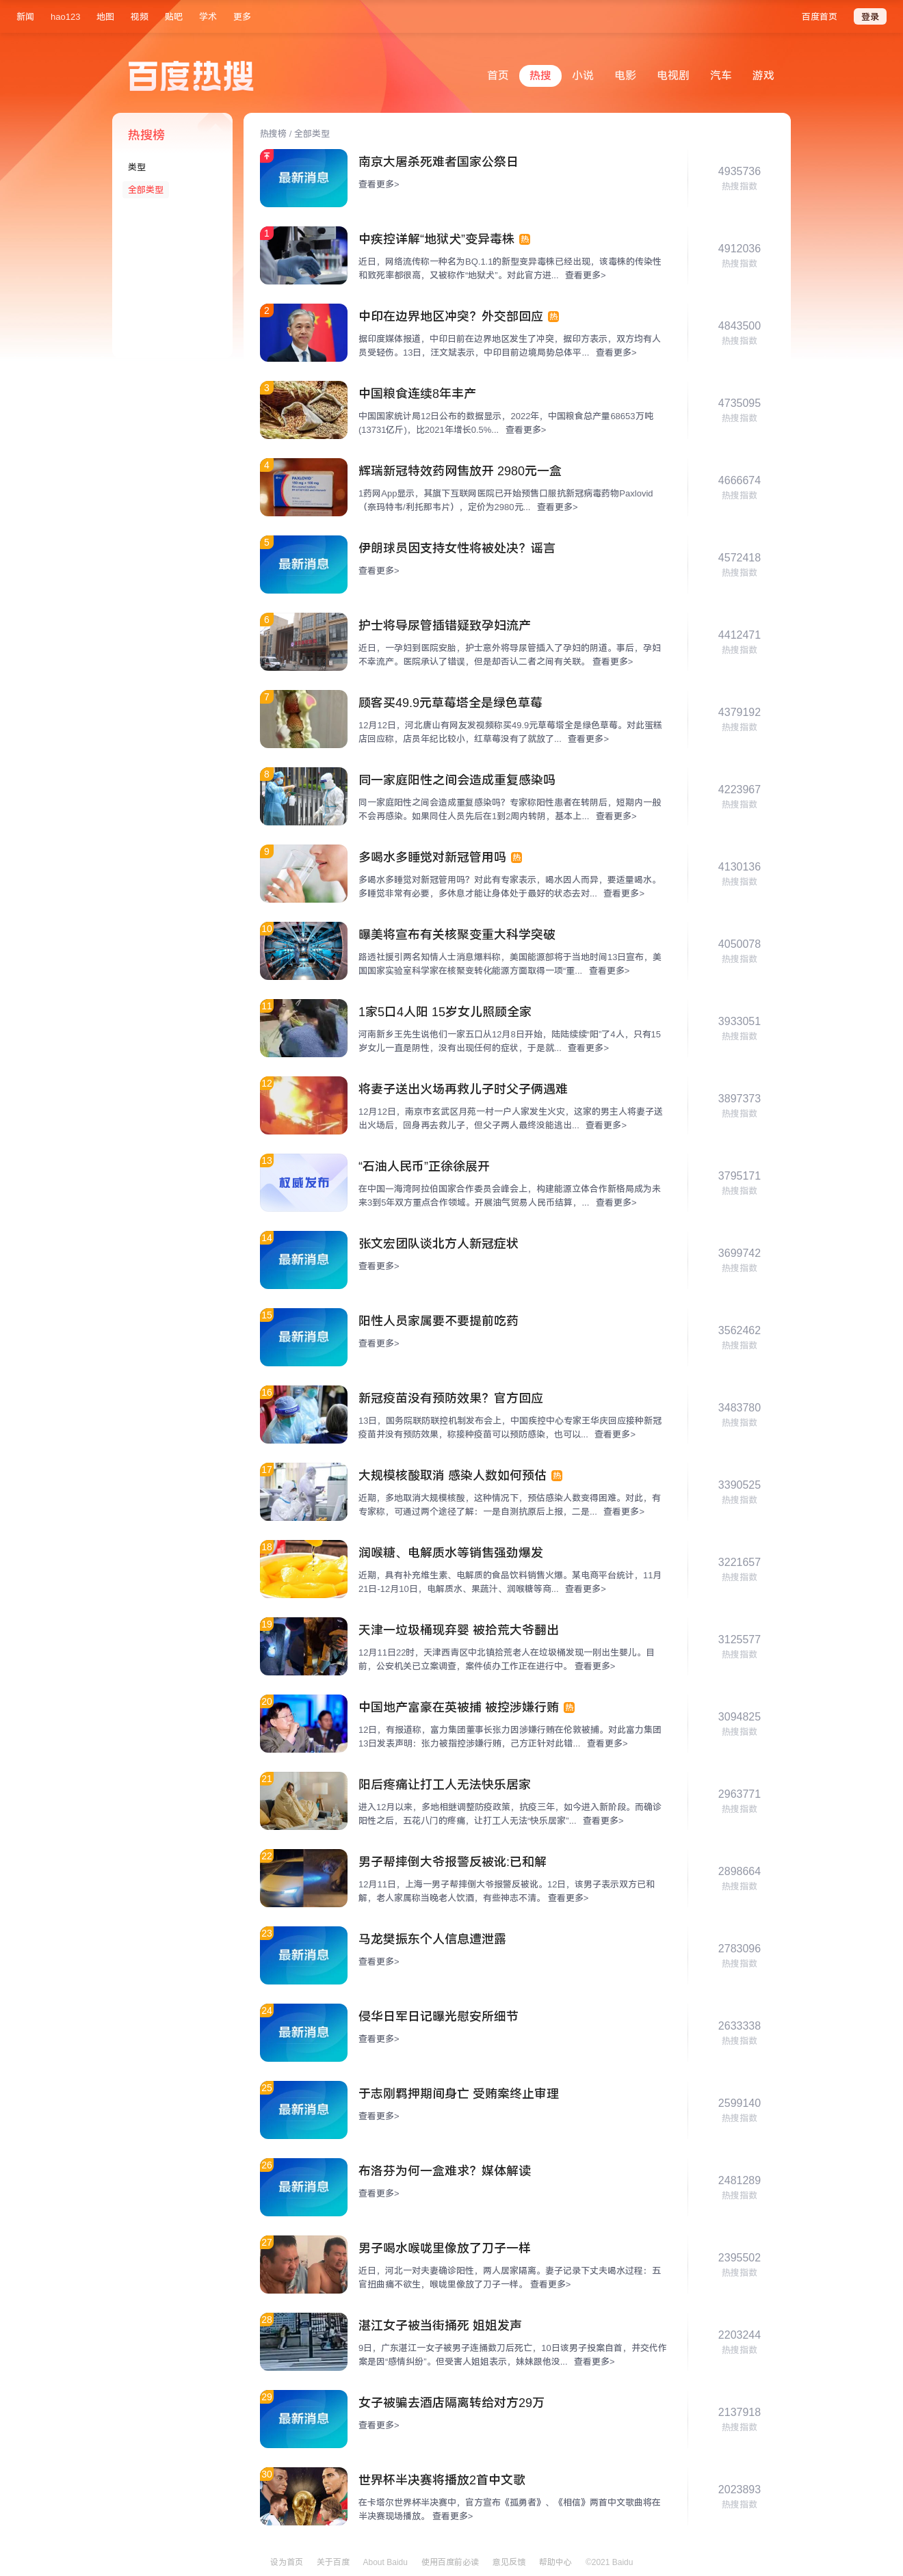 新闻 hao123 地图 视频 贴吧 学术 更多 百度首页 登录
百度热搜
首页 热搜 小说 电影 电视剧 汽车 游戏
热搜榜
类型
全部类型
热搜榜 / 全部类型
最新消息
南京大屠杀死难者国家公祭日
查看更多>
4935736
热搜指数
1
中疾控详解“地狱犬”变异毒株 热
近日，网络流传称一种名为BQ.1.1的新型变异毒株已经出现，该毒株的传染性
和致死率都很高，又被称作“地狱犬”。对此官方进... 查看更多>
4912036
热搜指数
2
中印在边界地区冲突？外交部回应 热
据印度媒体报道，中印日前在边界地区发生了冲突，据印方表示，双方均有人
员受轻伤。13日，汪文斌表示，中印目前边境局势总体平... 查看更多>
4843500
热搜指数
3
中国粮食连续8年丰产
中国国家统计局12日公布的数据显示，2022年，中国粮食总产量68653万吨
(13731亿斤)，比2021年增长0.5%... 查看更多>
4735095
热搜指数
4
PAXLOVID
辉瑞新冠特效药网售放开 2980元一盒
1药网App显示，其旗下互联网医院已开始预售口服抗新冠病毒药物Paxlovid
（奈玛特韦/利托那韦片），定价为2980元... 查看更多>
4666674
热搜指数
5
最新消息
伊朗球员因支持女性将被处决？谣言
查看更多>
4572418
热搜指数
6
护士将导尿管插错疑致孕妇流产
近日，一孕妇到医院安胎，护士意外将导尿管插入了孕妇的阴道。事后，孕妇
不幸流产。医院承认了错误，但是却否认二者之间有关联。 查看更多>
4412471
热搜指数
7
顾客买49.9元草莓塔全是绿色草莓
12月12日，河北唐山有网友发视频称买49.9元草莓塔全是绿色草莓。对此蛋糕
店回应称，店员年纪比较小，红草莓没有了就放了... 查看更多>
4379192
热搜指数
8
同一家庭阳性之间会造成重复感染吗
同一家庭阳性之间会造成重复感染吗？专家称阳性患者在转阴后，短期内一般
不会再感染。如果同住人员先后在1到2周内转阴，基本上... 查看更多>
4223967
热搜指数
9
多喝水多睡觉对新冠管用吗 热
多喝水多睡觉对新冠管用吗？对此有专家表示，喝水因人而异，要适量喝水。
多睡觉非常有必要，多休息才能让身体处于最好的状态去对... 查看更多>
4130136
热搜指数
10
曝美将宣布有关核聚变重大科学突破
路透社援引两名知情人士消息爆料称，美国能源部将于当地时间13日宣布，美
国国家实验室科学家在核聚变转化能源方面取得一项“重... 查看更多>
4050078
热搜指数
11
1家5口4人阳 15岁女儿照顾全家
河南新乡王先生说他们一家五口从12月8日开始，陆陆续续“阳”了4人，只有15
岁女儿一直是阴性，没有出现任何的症状，于是就... 查看更多>
3933051
热搜指数
12
将妻子送出火场再救儿子时父子俩遇难
12月12日，南京市玄武区月苑一村一户人家发生火灾，这家的男主人将妻子送
出火场后，回身再去救儿子，但父子两人最终没能逃出... 查看更多>
3897373
热搜指数
13
权威发布
“石油人民币”正徐徐展开
在中国—海湾阿拉伯国家合作委员会峰会上，构建能源立体合作新格局成为未
来3到5年双方重点合作领域。开展油气贸易人民币结算，... 查看更多>
3795171
热搜指数
14
最新消息
张文宏团队谈北方人新冠症状
查看更多>
3699742
热搜指数
15
最新消息
阳性人员家属要不要提前吃药
查看更多>
3562462
热搜指数
16
新冠疫苗没有预防效果？官方回应
13日，国务院联防联控机制发布会上，中国疾控中心专家王华庆回应接种新冠
疫苗并没有预防效果，称接种疫苗可以预防感染，也可以... 查看更多>
3483780
热搜指数
17
大规模核酸取消 感染人数如何预估 热
近期，多地取消大规模核酸，这种情况下，预估感染人数变得困难。对此，有
专家称，可通过两个途径了解：一是自测抗原后上报，二是... 查看更多>
3390525
热搜指数
18
润喉糖、电解质水等销售强劲爆发
近期，具有补充维生素、电解质的食品饮料销售火爆。某电商平台统计，11月
21日-12月10日，电解质水、果蔬汁、润喉糖等商... 查看更多>
3221657
热搜指数
19
天津一垃圾桶现弃婴 被拾荒大爷翻出
12月11日22时，天津西青区中北镇拾荒老人在垃圾桶发现一刚出生婴儿。目
前，公安机关已立案调查，案件侦办工作正在进行中。 查看更多>
3125577
热搜指数
20
中国地产富豪在英被捕 被控涉嫌行贿 热
12日，有报道称，富力集团董事长张力因涉嫌行贿在伦敦被捕。对此富力集团
13日发表声明：张力被指控涉嫌行贿，己方正针对此错... 查看更多>
3094825
热搜指数
21
阳后疼痛让打工人无法快乐居家
进入12月以来，多地相继调整防疫政策，抗疫三年，如今进入新阶段。而确诊
阳性之后，五花八门的疼痛，让打工人无法“快乐居家”... 查看更多>
2963771
热搜指数
22
男子帮摔倒大爷报警反被讹:已和解
12月11日，上海一男子帮摔倒大爷报警反被讹。12日，该男子表示双方已和
解，老人家属称当晚老人饮酒，有些神志不清。 查看更多>
2898664
热搜指数
23
最新消息
马龙樊振东个人信息遭泄露
查看更多>
2783096
热搜指数
24
最新消息
侵华日军日记曝光慰安所细节
查看更多>
2633338
热搜指数
25
最新消息
于志刚羁押期间身亡 受贿案终止审理
查看更多>
2599140
热搜指数
26
最新消息
布洛芬为何一盒难求？媒体解读
查看更多>
2481289
热搜指数
27
男子喝水喉咙里像放了刀子一样
近日，河北一对夫妻确诊阳性，两人居家隔离。妻子记录下丈夫喝水过程：五
官扭曲痛不欲生，喉咙里像放了刀子一样。 查看更多>
2395502
热搜指数
28
湛江女子被当街捅死 姐姐发声
9日，广东湛江一女子被男子连捅数刀后死亡，10日该男子投案自首，并交代作
案是因“感情纠纷”。但受害人姐姐表示，妹妹跟他没... 查看更多>
2203244
热搜指数
29
最新消息
女子被骗去酒店隔离转给对方29万
查看更多>
2137918
热搜指数
30
世界杯半决赛将播放2首中文歌
在卡塔尔世界杯半决赛中，官方宣布《孤勇者》、《相信》两首中文歌曲将在
半决赛现场播放。 查看更多>
2023893
热搜指数
设为首页 关于百度 About Baidu 使用百度前必读 意见反馈 帮助中心 ©2021 Baidu